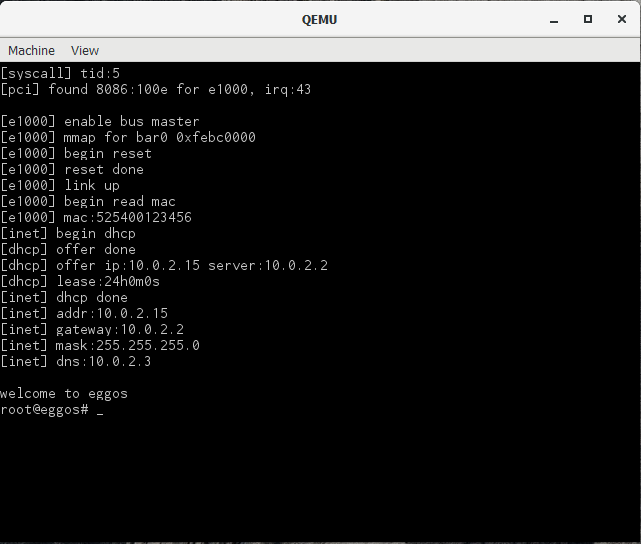 QEMU
Machine View
[syscall] tid:5
[pci] found 8086:100e for e1000, irq:43
[e1000] enable bus master
[e1000] mmap for bar0 0xfebc0000
[e1000] begin reset
[e1000] reset done
[e1000] link up
[e1000] begin read mac
[e1000] mac:525400123456
[inet] begin dhcp
[dhcp] offer done
[dhcp] offer ip:10.0.2.15 server:10.0.2.2
[dhcp] lease:24h0m0s
[inet] dhcp done
[inet] addr:10.0.2.15
[inet] gateway:10.0.2.2
[inet] mask:255.255.255.0
[inet] dns:10.0.2.3
welcome to eggos
root@eggos# _